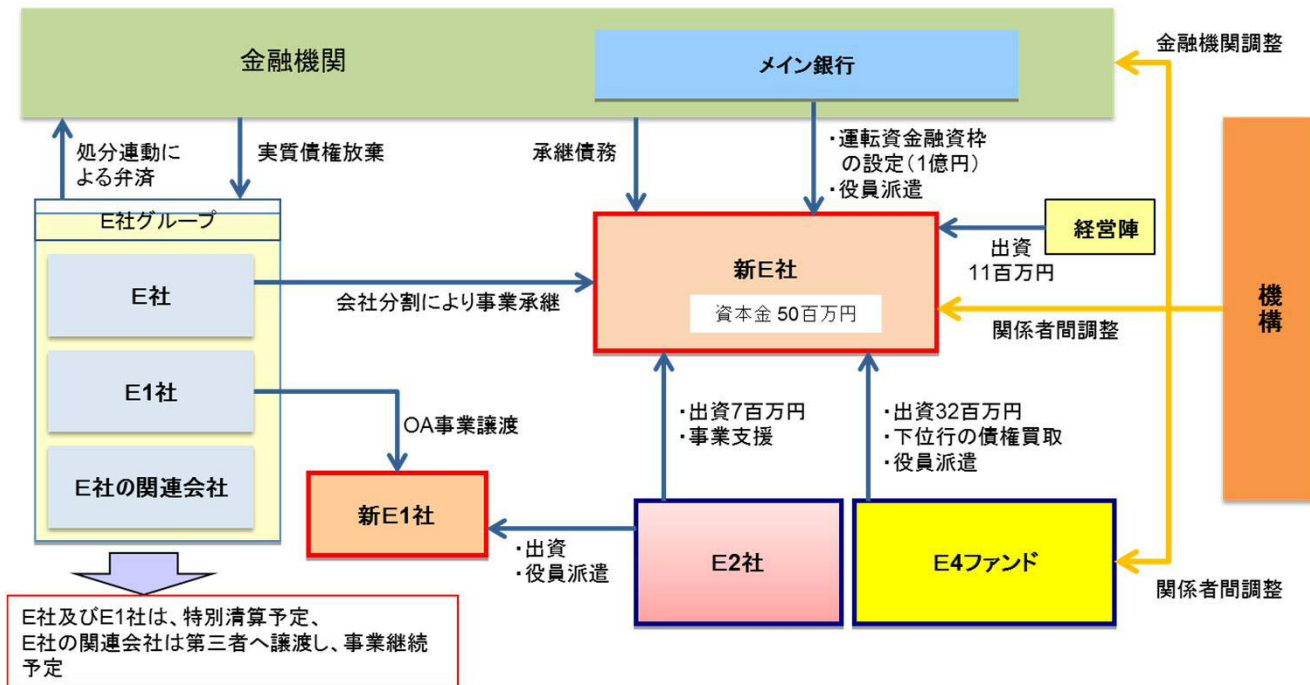 金融機関
メイン銀行
金融機関調整
処分連動に
よる弁済
実質債権放棄
承継債務
・運転資金融資枠
の設定(1億円)
・役員派遣
E社グループ
経営陣
出資
11百万円
E社
新E社
資本金 50百万円
会社分割により事業承継
関係者間調整
機構
E1社
OA事業譲渡
・出資7百万円
・事業支援
・出資32百万円
・下位行の債権買取
・役員派遣
E社の関連会社
新E1社
・出資
・役員派遣
E2社
E4ファンド
関係者間調整
E社及びE1社は、特別清算予定、
E社の関連会社は第三者へ譲渡し、事業継続
予定